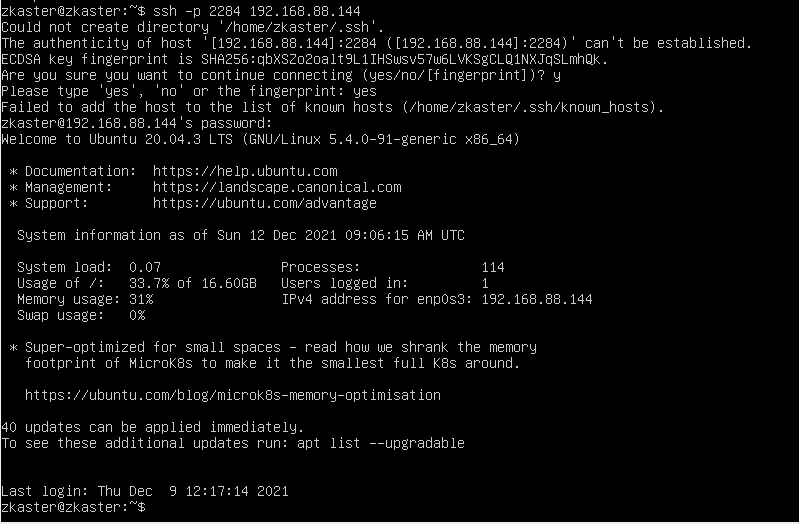 zkaster@zkaster:~$ ssh -p 2284 192.168.88.144
Could not create directory '/home/zkaster/.ssh'.
The authenticity of host '[192.168.88.144]:2284 ([192.168.88.144]:2284)' can't be established.
ECDSA key fingerprint is SHA256:qbXSZo2oalt9L1IHSwsv57w6LVKSgCLQ1NXJqSLmhQk.
Are you sure you want to continue connecting (yes/no/[fingerprint])? y
Please type 'yes', 'no' or the fingerprint: yes
Failed to add the host to the list of known hosts (/home/zkaster/.ssh/known_hosts).
zkaster@192.168.88.144's password:
Welcome to Ubuntu 20.04.3 LTS (GNU/Linux 5.4.0-91-generic x86_64)
* Documentation:  https://help.ubuntu.com
* Management:     https://landscape.canonical.com
* Support:        https://ubuntu.com/advantage
System information as of Sun 12 Dec 2021 09:06:15 AM UTC
System load:  0.07               Processes:               114
Usage of /:   33.7% of 16.60GB   Users logged in:         1
Memory usage: 31%                IPv4 address for enp0s3: 192.168.88.144
Swap usage:   0%
* Super-optimized for small spaces - read how we shrank the memory
footprint of MicroK8s to make it the smallest full K8s around.
https://ubuntu.com/blog/microk8s-memory-optimisation
40 updates can be applied immediately.
To see these additional updates run: apt list --upgradable
Last login: Thu Dec  9 12:17:14 2021
zkaster@zkaster:~$